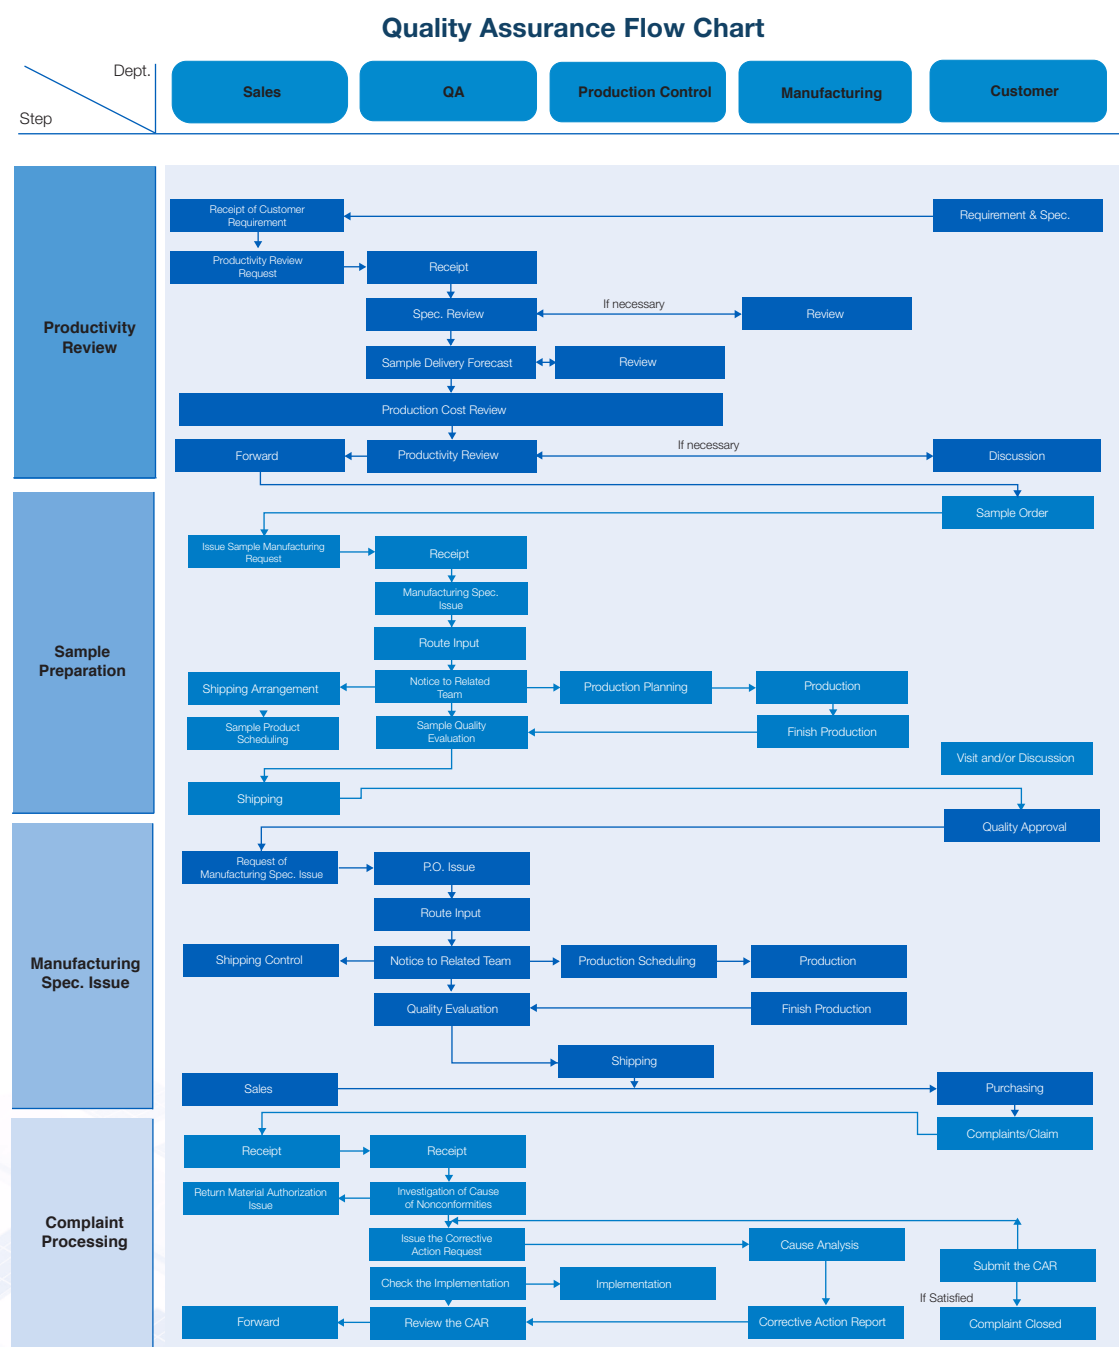 Quality Assurance Flow Chart
Dept.
Step
Sales
QA
Production Control
Manufacturing
Customer
Productivity
Review
Receipt of Customer
Requirement
Requirement & Spec.
Productivity Review
Request
Receipt
Spec. Review
If necessary
Review
Sample Delivery Forecast
Review
Production Cost Review
Forward
Productivity Review
If necessary
Discussion
Sample
Preparation
Sample Order
Issue Sample Manufacturing
Request
Receipt
Manufacturing Spec.
Issue
Route Input
Shipping Arrangement
Notice to Related
Team
Production Planning
Production
Sample Product
Scheduling
Sample Quality
Evaluation
Finish Production
Visit and/or Discussion
Shipping
Manufacturing
Spec. Issue
Quality Approval
Request of
Manufacturing Spec. Issue
P.O. Issue
Route Input
Shipping Control
Notice to Related Team
Production Scheduling
Production
Quality Evaluation
Finish Production
Shipping
Sales
Purchasing
Complaint
Processing
Complaints/Claim
Receipt
Receipt
Return Material Authorization
Issue
Investigation of Cause
of Nonconformities
Issue the Corrective
Action Request
Cause Analysis
Submit the CAR
Check the Implementation
Implementation
If Satisfied
Forward
Review the CAR
Corrective Action Report
Complaint Closed